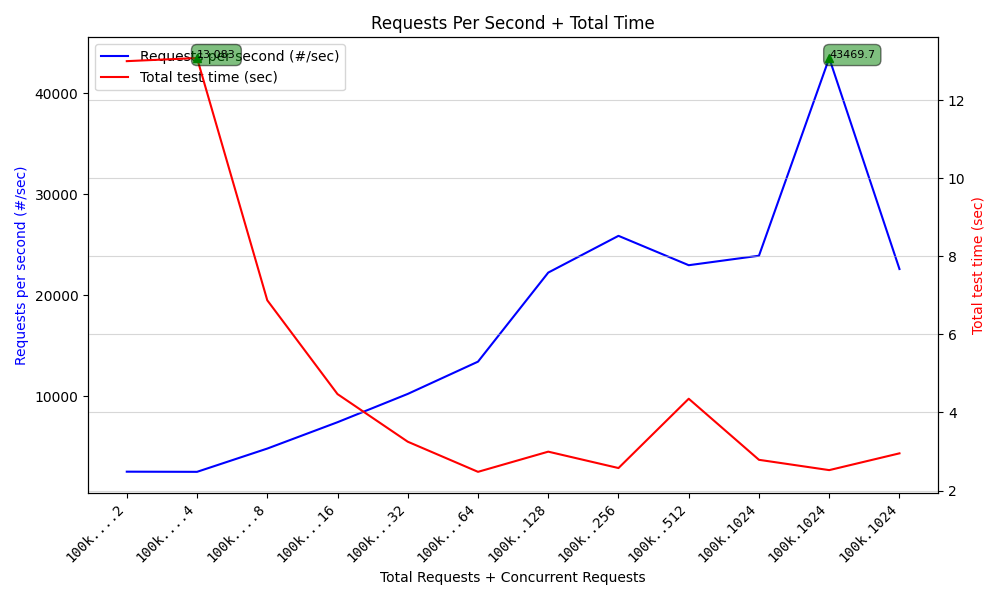 Requests Per Second + Total Time
Requests per second (#/sec)
Total test time (sec)
13.083
43469.7
40000
30000
20000
10000
Requests per second (#/sec)
12
10
8
6
4
2
Total test time (sec)
100k....2
100k....4
100k....8
100k...16
100k...32
100k...64
100k..128
100k..256
100k..512
100k.1024
100k.1024
100k.1024
Total Requests + Concurrent Requests